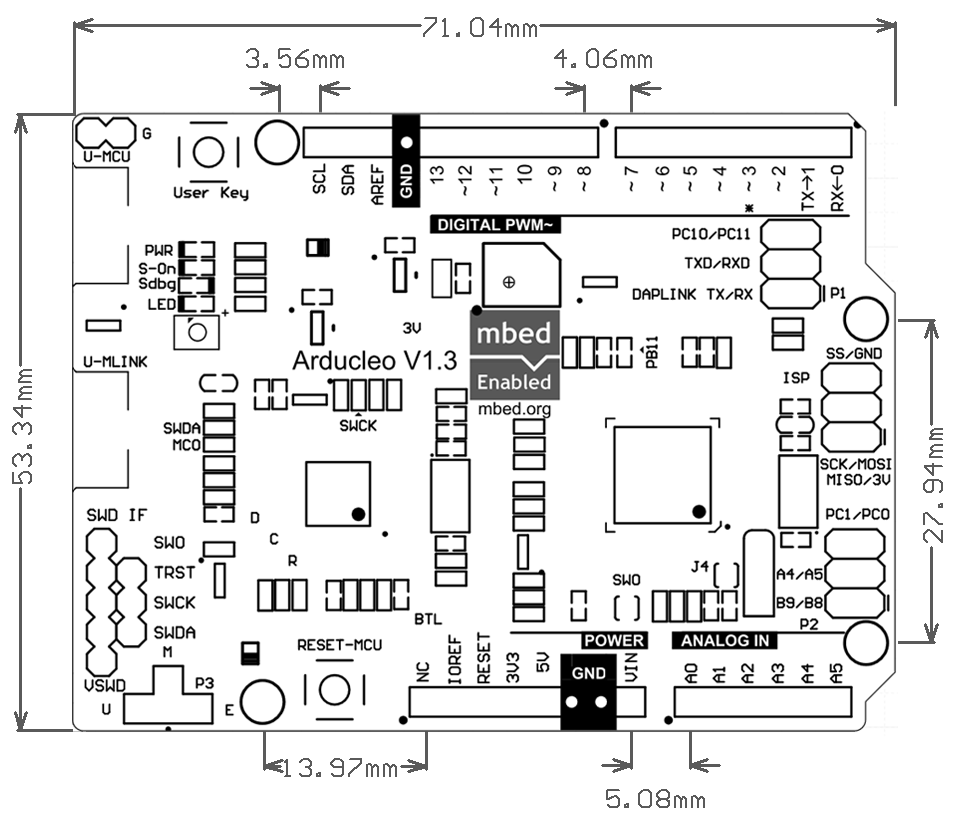 71.04mm
3.56mm
4.06mm
G
U-MCU
User Key
SCL
SDA
AREF
GND
13
~12
~11
10
~9
~8
~7
~6
~5
~4
*~3
~2
TX→1
RX←0
DIGITAL PWM~
PC10/PC11
TXD/RXD
DAPLINK TX/RX
P1
PWR
S-On
Sdbg
LED
+
3V
mbed
Enabled
mbed.org
PB11
U-MLINK
Arducleo V1.3
SS/GND
ISP
53.34mm
27.94mm
SWCK
SWDA
MCO
SCK/MOSI
MISO/3V
SWD IF
D
C
R
PC1/PC0
SWO
TRST
SWCK
SWDA
M
J4
A4/A5
SWO
B9/B8
BTL
P2
POWER
ANALOG IN
RESET-MCU
VSWD
U
P3
E
NC
IOREF
RESET
3V3
5V
GND
VIN
A0
A1
A2
A3
A4
A5
13.97mm
5.08mm